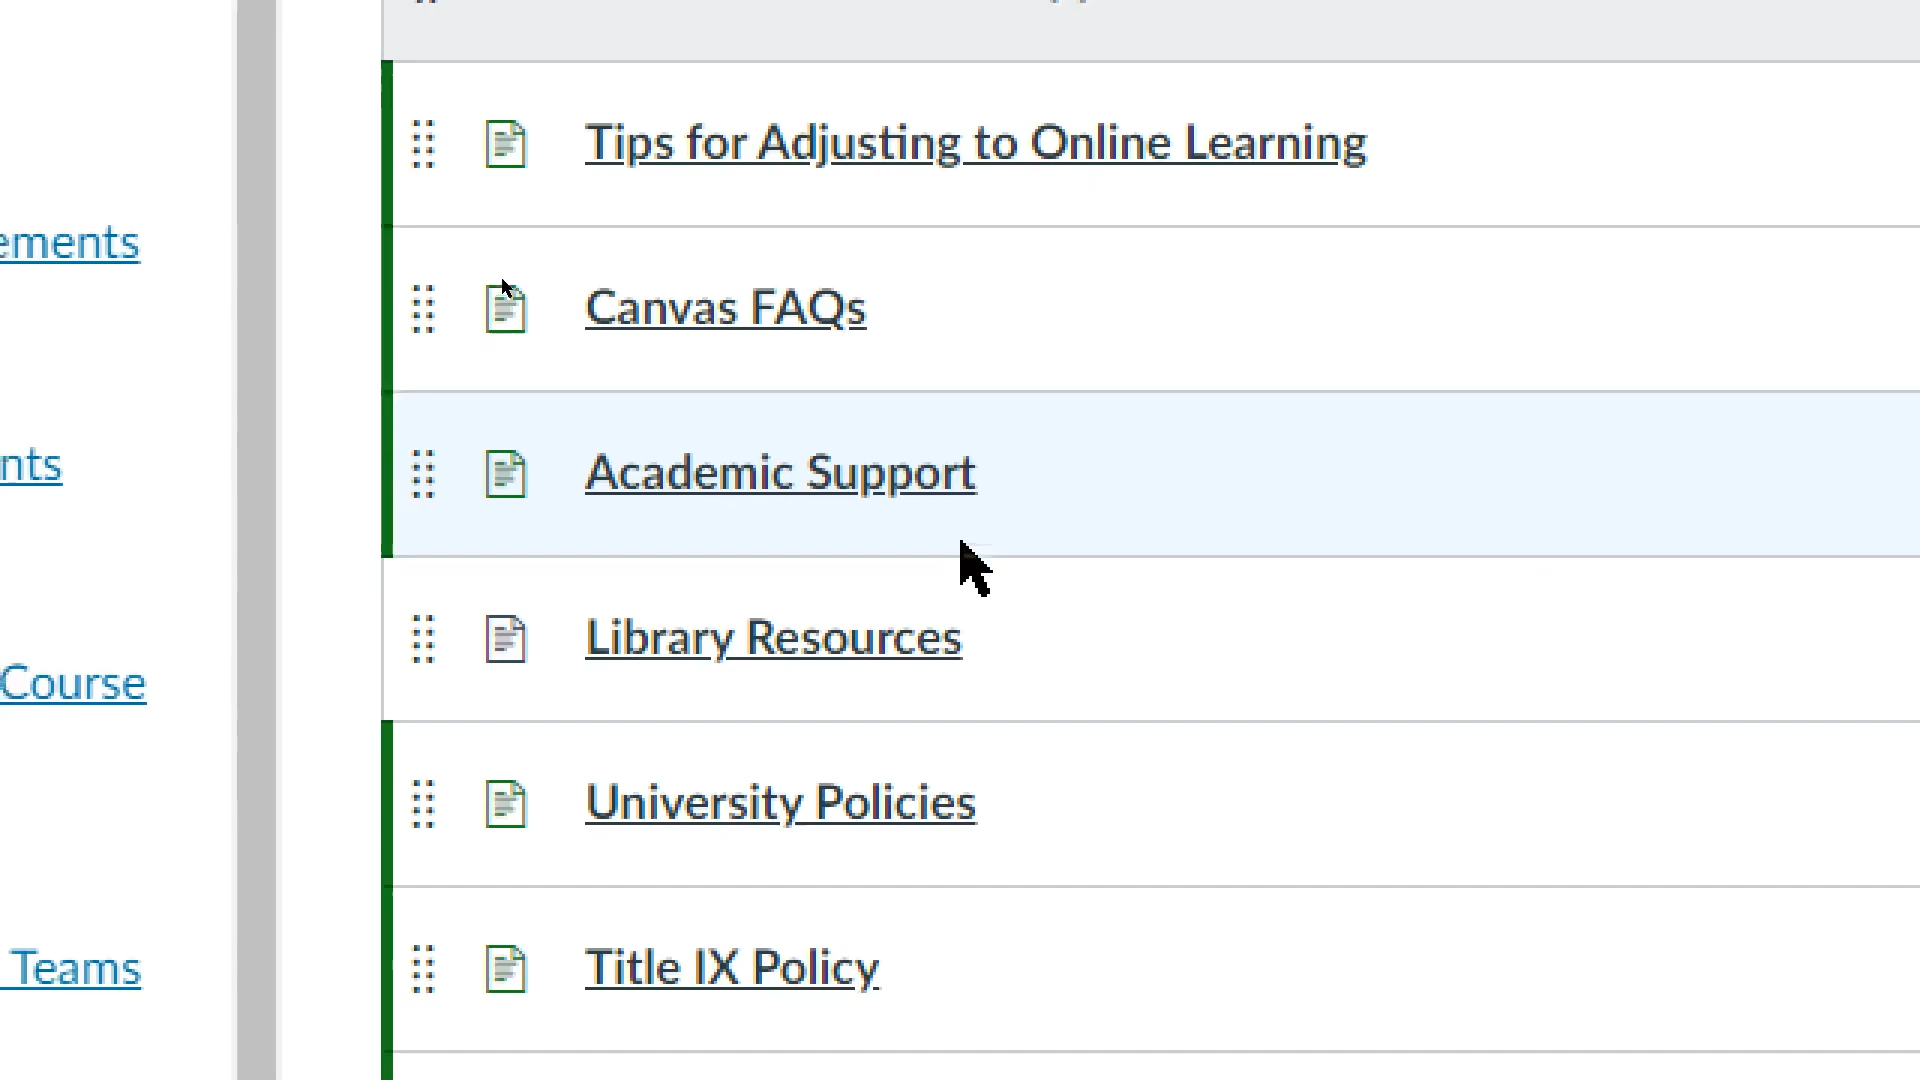 Tips for Adjusting to Online Learning
Canvas FAQs
Academic Support
Library Resources
University Policies
Title IX Policy
ements
nts
Course
Teams